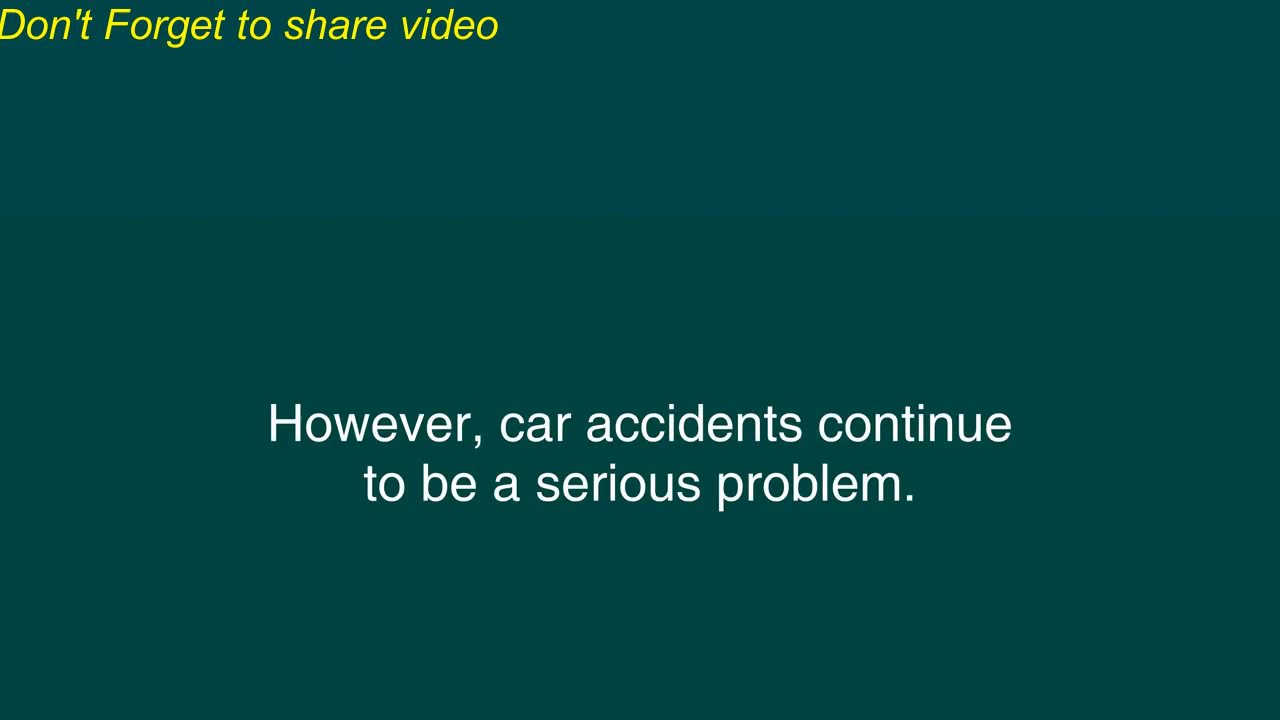 Don't Forget to share video
However, car accidents continue
to be a serious problem.